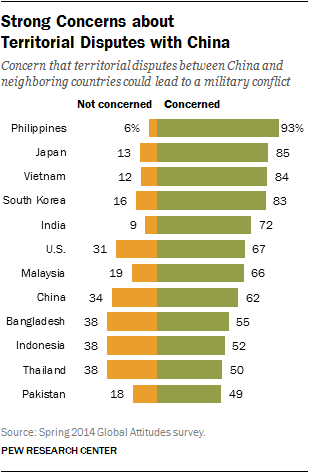 Strong Concerns about
Territorial Disputes with China
Concern that territorial disputes between China and
neighboring countries could lead to a military conflict
Not concerned Concerned
Philippines 6% 93%
Japan 13 85
Vietnam 12 84
South Korea 16 83
India 9 72
U.S. 31 67
Malaysia 19 66
China 34 62
Bangladesh 38 55
Indonesia 38 52
Thailand 38 50
Pakistan 18 49
Source: Spring 2014 Global Attitudes survey.
PEW RESEARCH CENTER